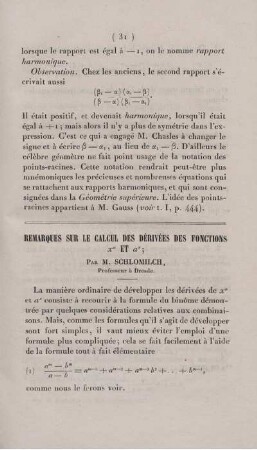 ( 31 )
lorsque le rapport est égal à — 1, on le nomme rapport
harmonique.
Observation. Chez les anciens, le second rapport s'é-
crivait aussi
Il était positif, et devenait harmonique, lorsqu'il était
égal à +1; mais alors il n'y a plus de symétrie dans l'ex-
pression. C'est ce qui a engagé M. Chasles à changer le
signe et à écrire β — α₁, au lieu de α₁ — β. D'ailleurs le
célèbre géomètre ne fait point usage de la notation des
points-racines. Cette notation rendrait peut-être plus
mnémoniques les précieuses et nombreuses équations qui
se rattachent aux rapports harmoniques, et qui sont con-
signées dans la Géométrie supérieure. L'idée des points-
racines appartient à M. Gauss (voir t. I, p. 444).
REMARQUES SUR LE CALCUL DES DÉRIVÉES DES FONCTIONS
PAR M. SCHLOMILCH,
Professeur à Dresde.
La manière ordinaire de développer les dérivées de
et consiste à recourir à la formule du binôme démon-
trée par quelques considérations relatives aux combinai-
sons. Mais, comme les formules qu'il s'agit de développer
sont fort simples, il vaut mieux éviter l'emploi d'une
formule plus compliquée; cela se fait facilement à l'aide
de la formule tout à fait élémentaire
comme nous le ferons voir.